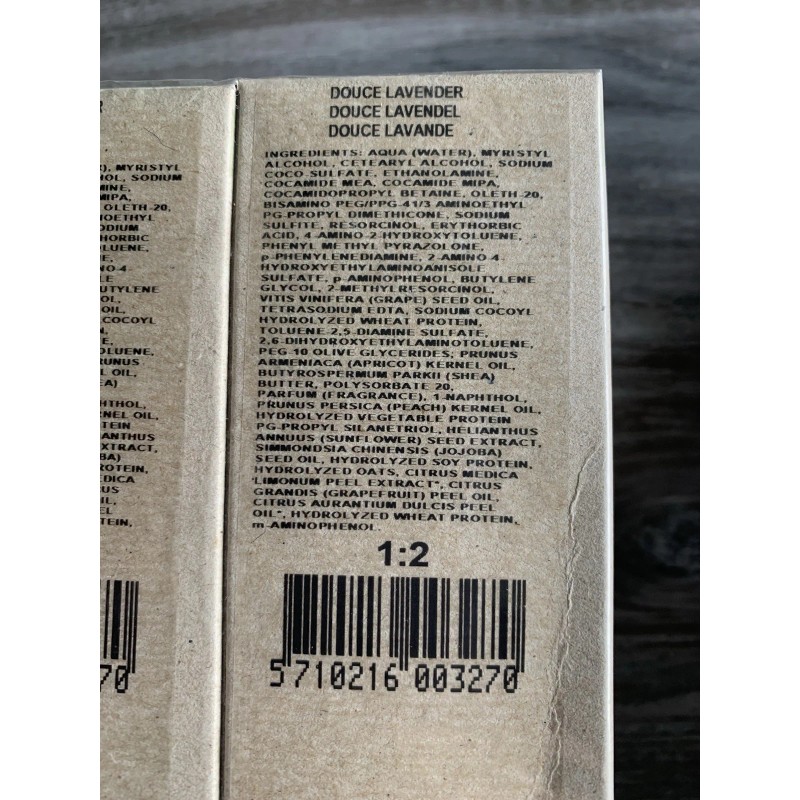 DOUCE LAVENDER
DOUCE LAVENDEL
DOUCE LAVANDE
INGREDIENTS: AQUA (WATER), MYRISTYL
ALCOHOL, CETEARYL ALCOHOL, SODIUM
COCO-SULFATE, ETHANOLAMINE,
COCAMIDE MEA, COCAMIDE MIPA,
COCAMIDOPROPYL BETAINE, OLETH-20,
BISAMINO PEG/PPG-41/3 AMINOETHYL
PG-PROPYL DIMETHICONE, SODIUM
SULFITE, RESORCINOL, ERYTHORBIC
ACID, 4-AMINO-2-HYDROXYTOLUENE,
PHENYL METHYL PYRAZOLONE,
p-PHENYLENEDIAMINE, 2-AMINO-4-
HYDROXYETHYLAMINOANISOLE
SULFATE, p-AMINOPHENOL, BUTYLENE
GLYCOL, 2-METHYLRESORCINOL,
VITIS VINIFERA (GRAPE) SEED OIL,
TETRASODIUM EDTA, SODIUM COCOYL
HYDROLYZED WHEAT PROTEIN,
TOLUENE-2,5-DIAMINE SULFATE,
2,6-DIHYDROXYETHYLAMINOTOLUENE,
PEG-10 OLIVE GLYCERIDES, PRUNUS
ARMENIACA (APRICOT) KERNEL OIL,
BUTYROSPERMUM PARKII (SHEA)
BUTTER, POLYSORBATE 20,
PARFUM (FRAGRANCE), 1-NAPHTHOL,
PRUNUS PERSICA (PEACH) KERNEL OIL,
HYDROLYZED VEGETABLE PROTEIN
PG-PROPYL SILANETRIOL, HELIANTHUS
ANNUUS (SUNFLOWER) SEED EXTRACT,
SIMMONDSIA CHINENSIS (JOJOBA)
SEED OIL, HYDROLYZED SOY PROTEIN,
HYDROLYZED OATS, CITRUS MEDICA
LIMONUM PEEL EXTRACT*, CITRUS
GRANDIS (GRAPEFRUIT) PEEL OIL,
CITRUS AURANTIUM DULCIS PEEL
OIL*, HYDROLYZED WHEAT PROTEIN,
m-AMINOPHENOL.
1:2
5 710216 003270